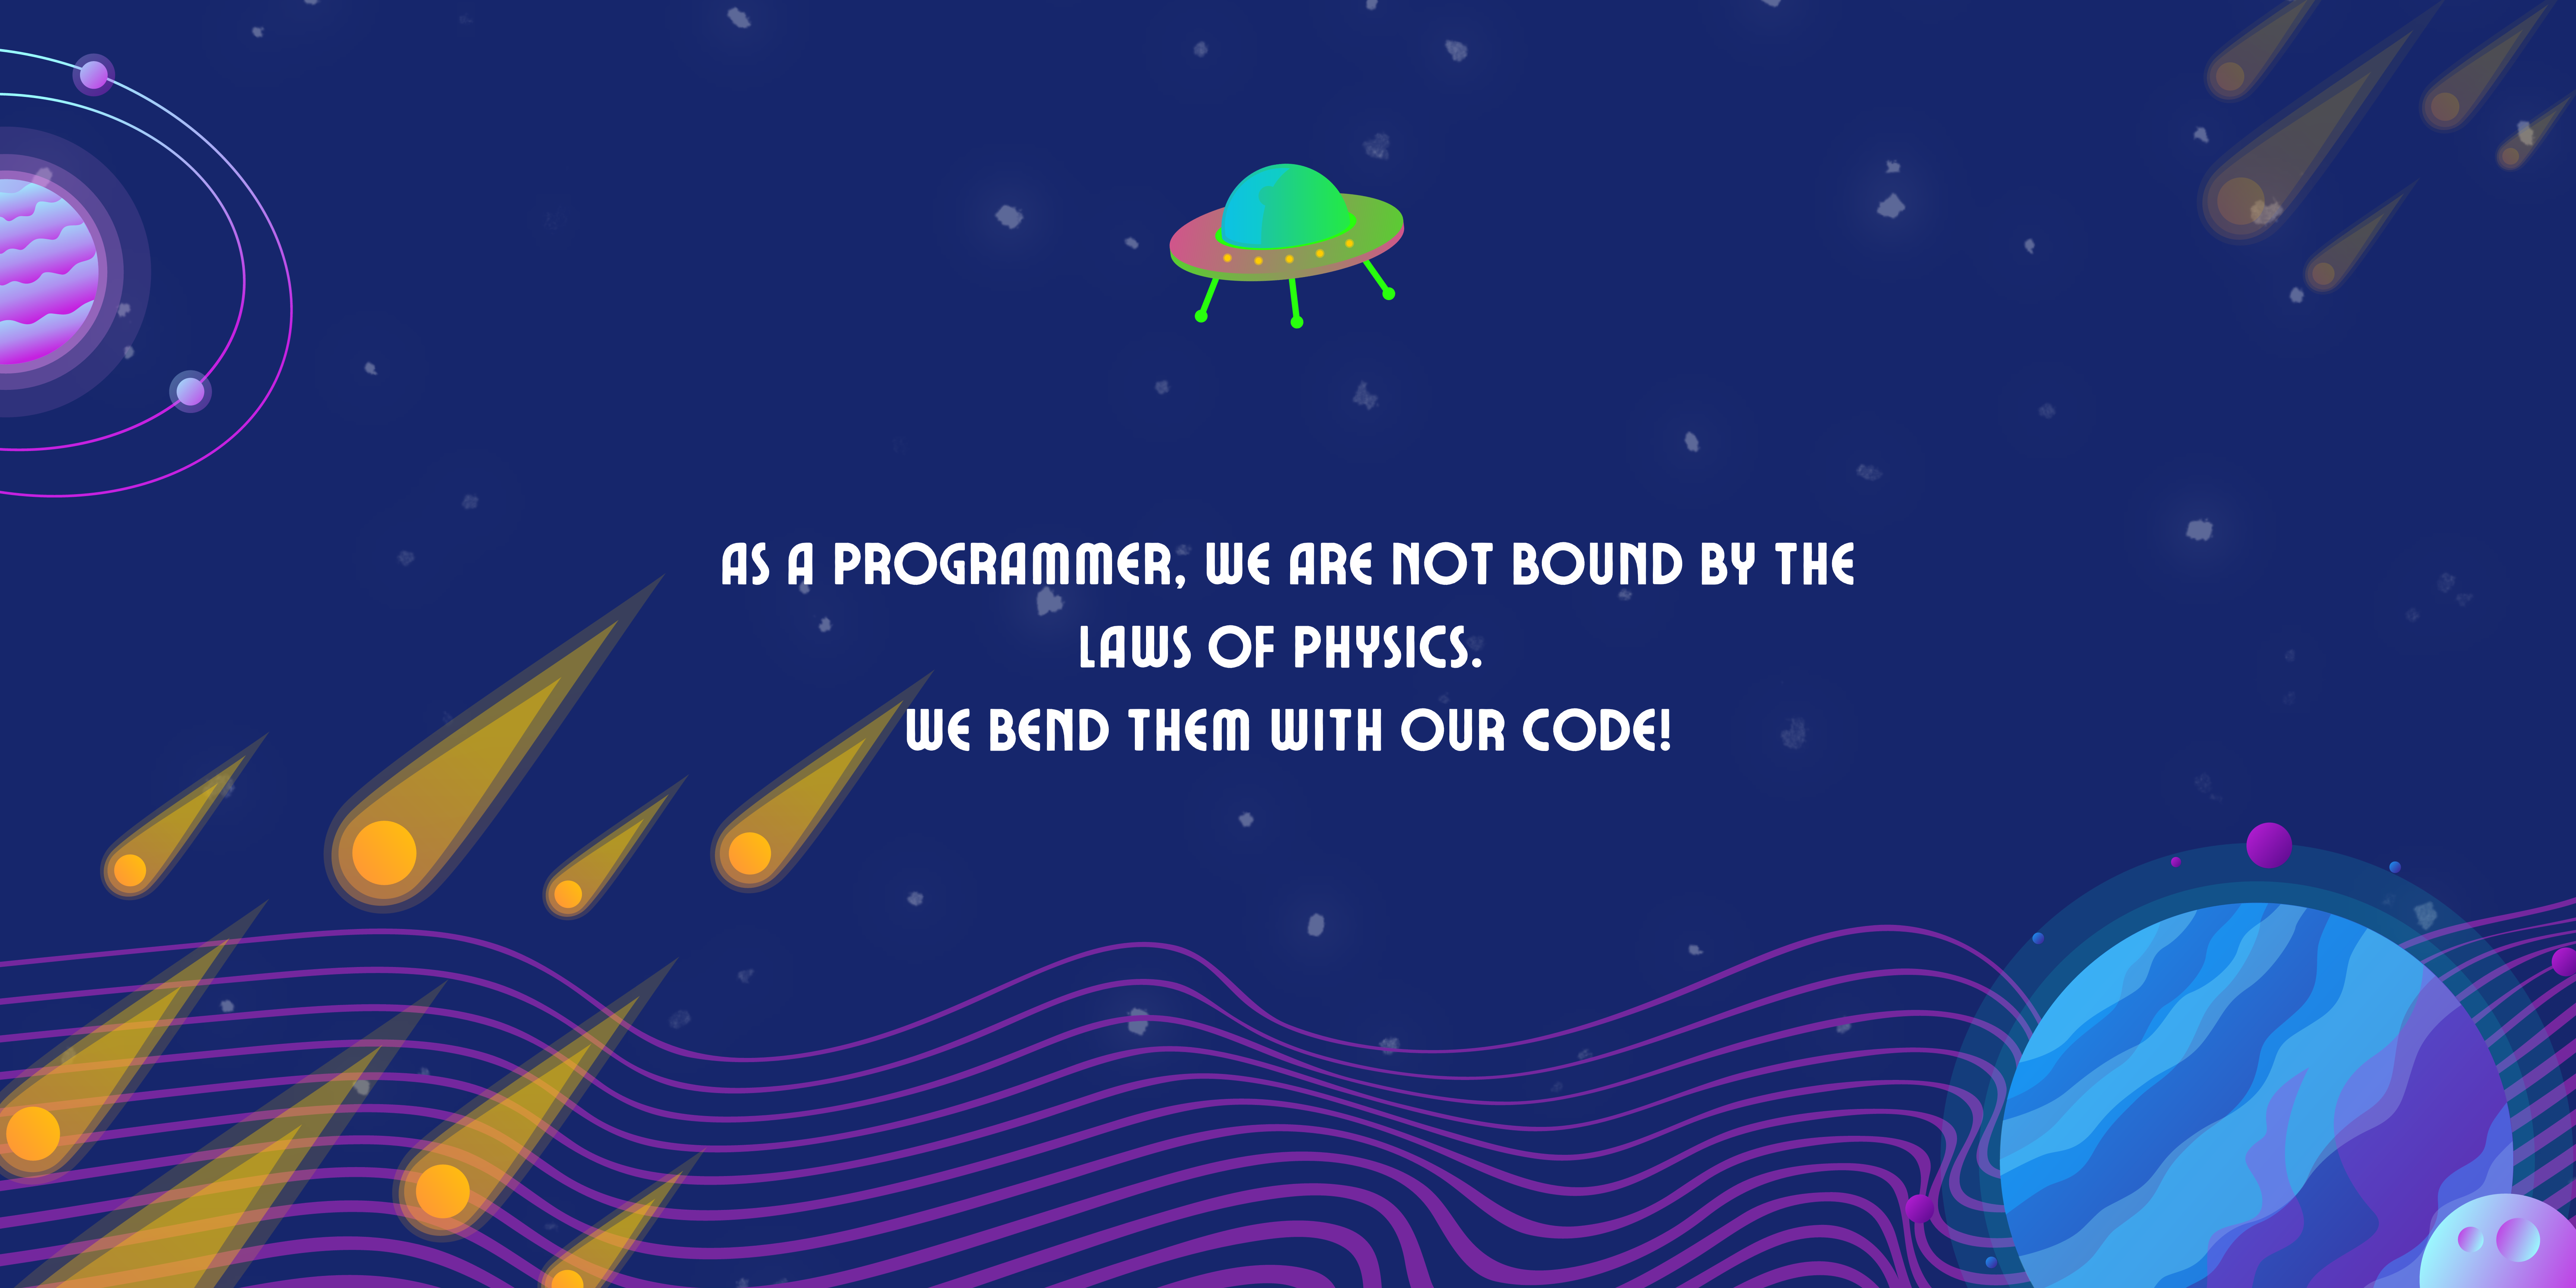 AS A PROGRAMMER, WE ARE NOT BOUND BY THE
LAWS OF PHYSICS.
WE BEND THEM WITH OUR CODE!